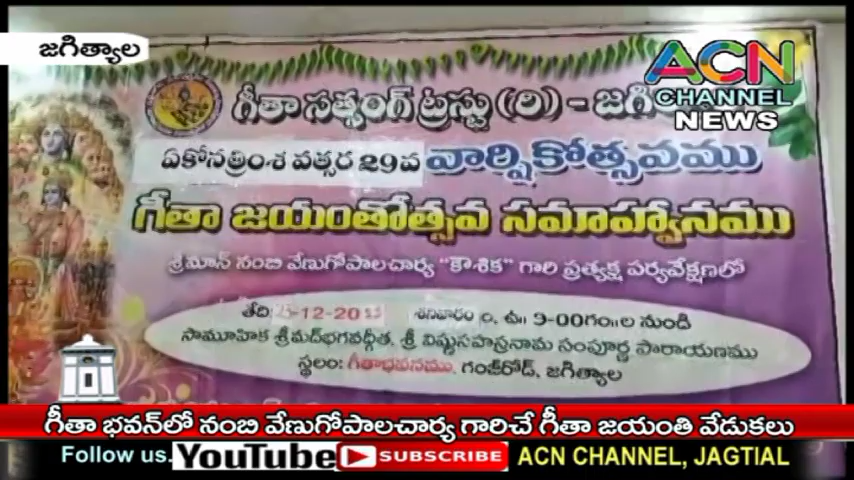 జగిత్యాల
ACN
CHANNEL
NEWS
గీతా సత్సంగ్ ట్రస్టు (రి) -
ఏకోనత్రింశ వత్సర 29వ వార్షికోత్సవము
గీతా జయంతోత్సవ సమాహ్వానము
శ్రీమాన్ నంబి వేణుగోపాలచార్య "కౌశిక" గారి ప్రత్యక్ష పర్యవేక్షణలో
తేది శనివారం ఉ॥ 9-00గం॥ల నుండి
సామూహిక శ్రీమద్భగవద్గీత, శ్రీ విష్ణుసహస్రనామ సంపూర్ణ పారాయణము
స్థలం: గీతాభవనము, గంజ్‌రోడ్, జగిత్యాల
గీతా భవన్‌లో నంబి వేణుగోపాలచార్య గారిచే గీతా జయంతి వేడుకలు
Follow us. YouTube SUBSCRIBE ACN CHANNEL, JAGTIAL